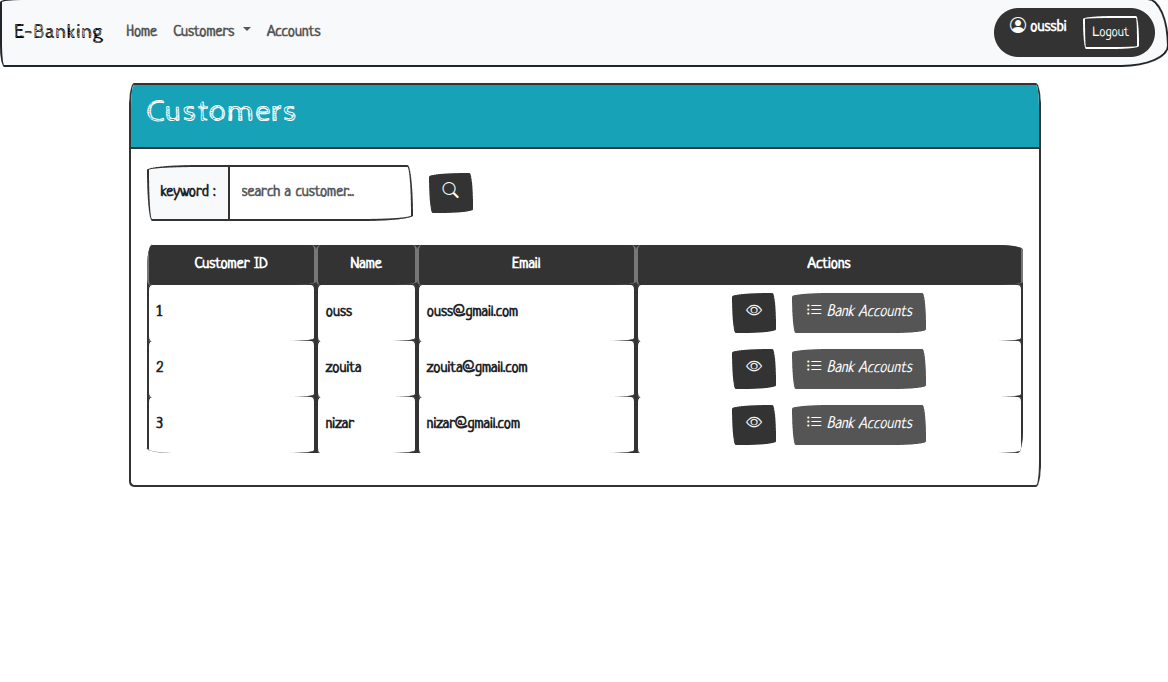 E-Banking Home Customers Accounts oussbi Logout
Customers
keyword : search a customer...
Customer ID Name Email Actions
1 ouss ouss@gmail.com Bank Accounts
2 zouita zouita@gmail.com Bank Accounts
3 nizar nizar@gmail.com Bank Accounts